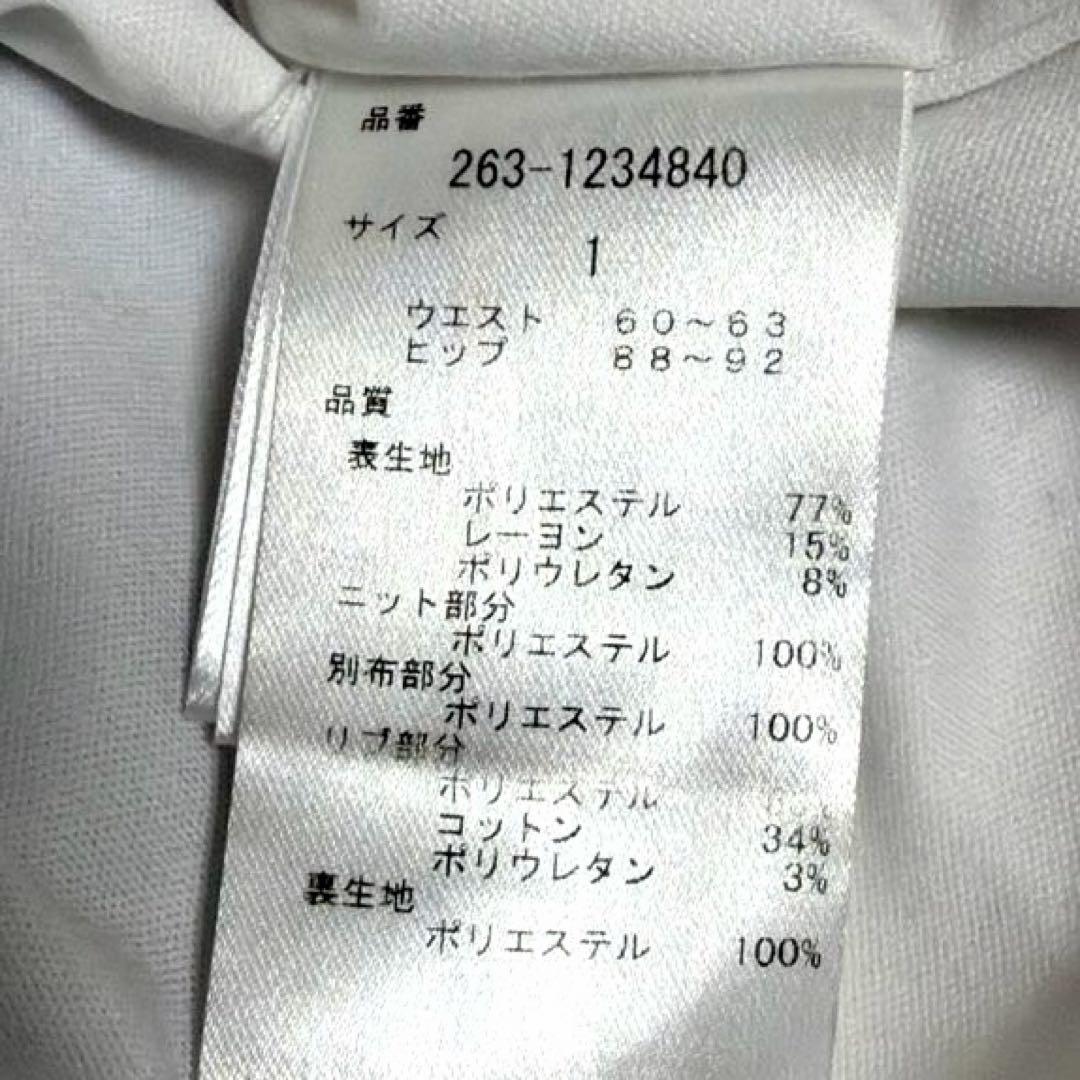 品番
263-1234840
サイズ
1
ウエスト 60～63
ヒップ 88～92
品質
表生地
ポリエステル 77%
レーヨン 15%
ポリウレタン 8%
ニット部分
ポリエステル 100%
別布部分
ポリエステル 100%
リブ部分
ポリエステル
コットン 34%
ポリウレタン 3%
裏生地
ポリエステル 100%